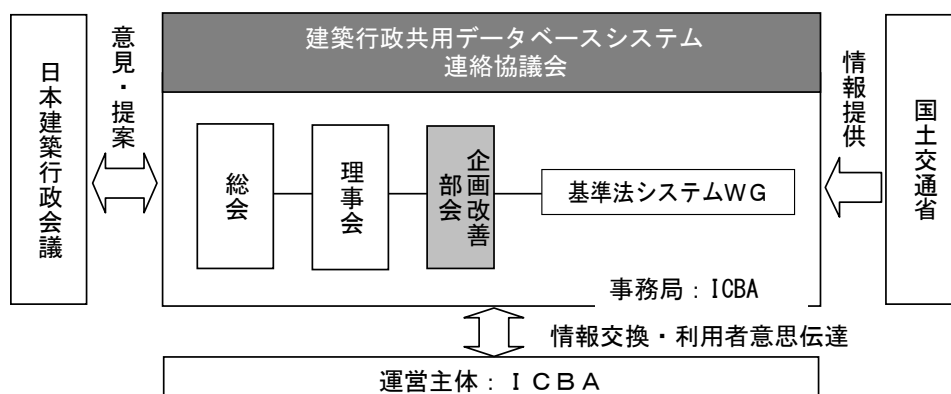 建築行政共用データベースシステム
連絡協議会
日本建築行政会議
意見・提案
総会
理事会
企画改善
部会
基準法システムＷＧ
事務局：ICBA
情報提供
国土交通省
情報交換・利用者意思伝達
運営主体：ＩＣＢＡ